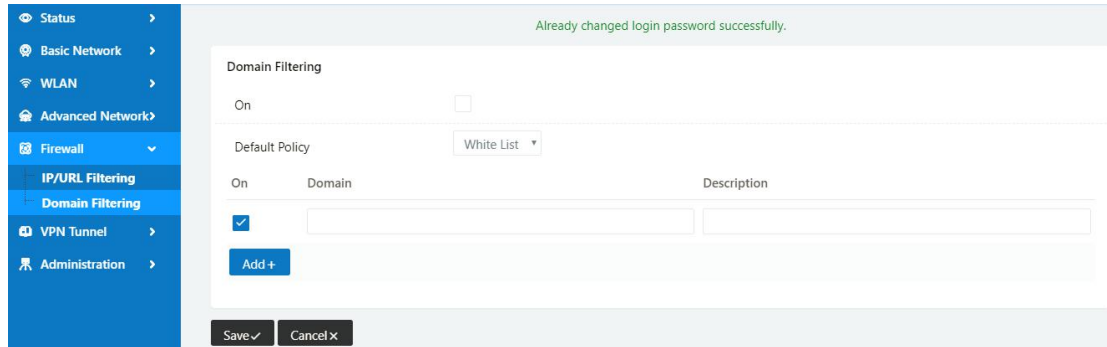 Status
Basic Network
WLAN
Advanced Network
Firewall
IP/URL Filtering
Domain Filtering
VPN Tunnel
Administration
Already changed login password successfully.
Domain Filtering
On
Default Policy White List
On Domain Description
Add+
Save Cancel